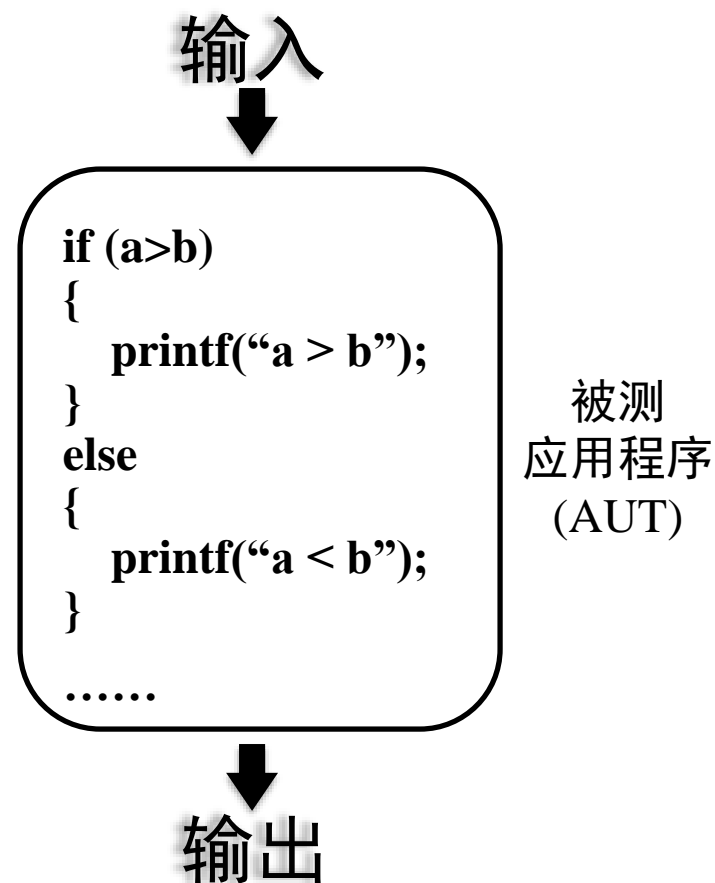 输入
if (a>b)
{
printf(“a > b”);
}
else
{
printf(“a < b”);
}
……
被测
应用程序
(AUT)
输出